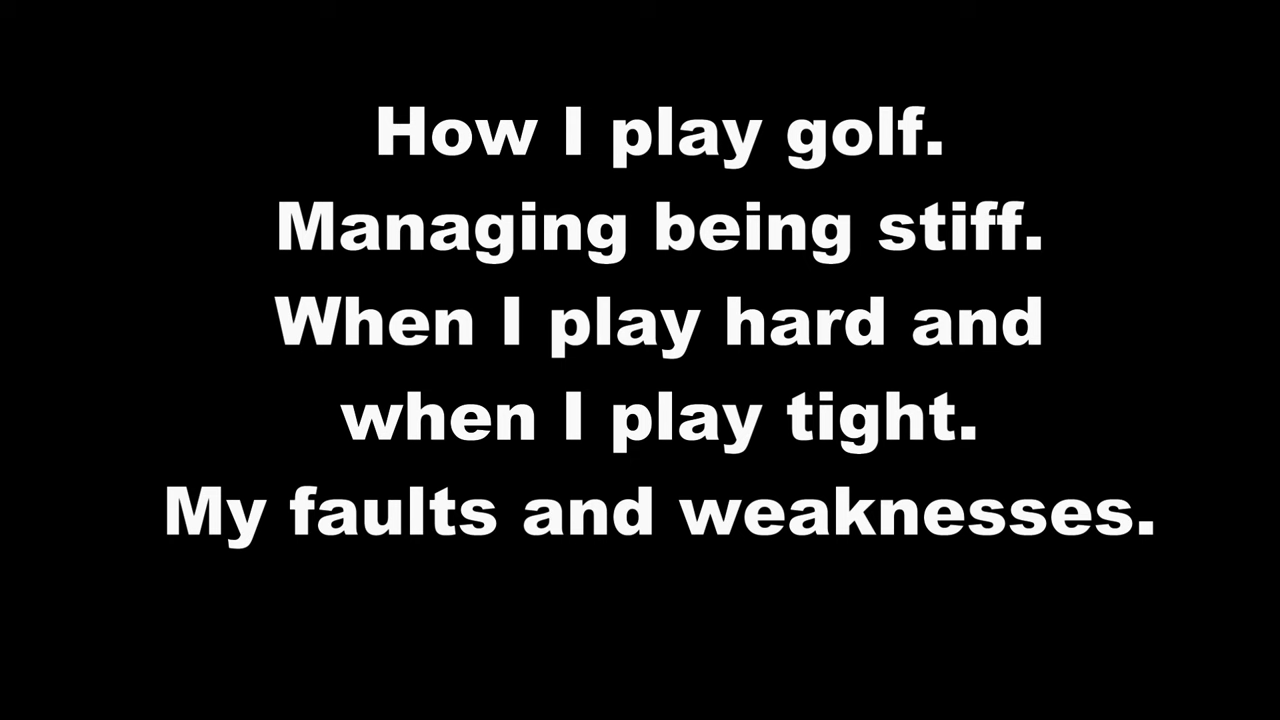 How I play golf.
Managing being stiff.
When I play hard and
when I play tight.
My faults and weaknesses.